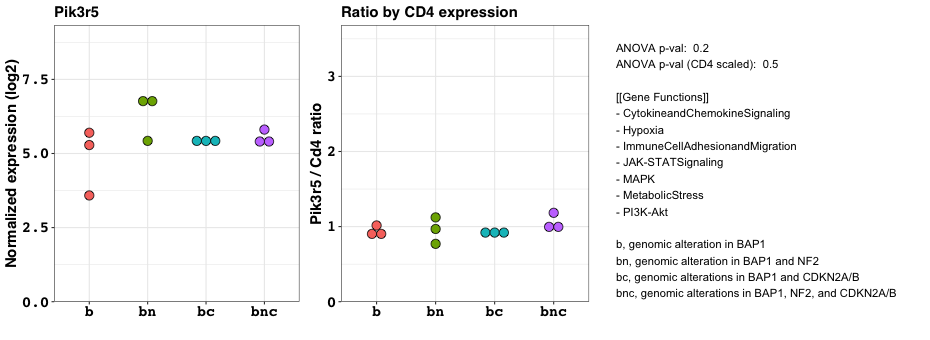 Pik3r5
Normalized expression (log2)
7.5
5.0
2.5
0.0
b bn bc bnc
Ratio by CD4 expression
Pik3r5 / Cd4 ratio
3
2
1
0
b bn bc bnc
ANOVA p-val:  0.2
ANOVA p-val (CD4 scaled):  0.5
[[Gene Functions]]
- CytokineandChemokineSignaling
- Hypoxia
- ImmuneCellAdhesionandMigration
- JAK-STATSignaling
- MAPK
- MetabolicStress
- PI3K-Akt
b, genomic alteration in BAP1
bn, genomic alteration in BAP1 and NF2
bc, genomic alterations in BAP1 and CDKN2A/B
bnc, genomic alterations in BAP1, NF2, and CDKN2A/B